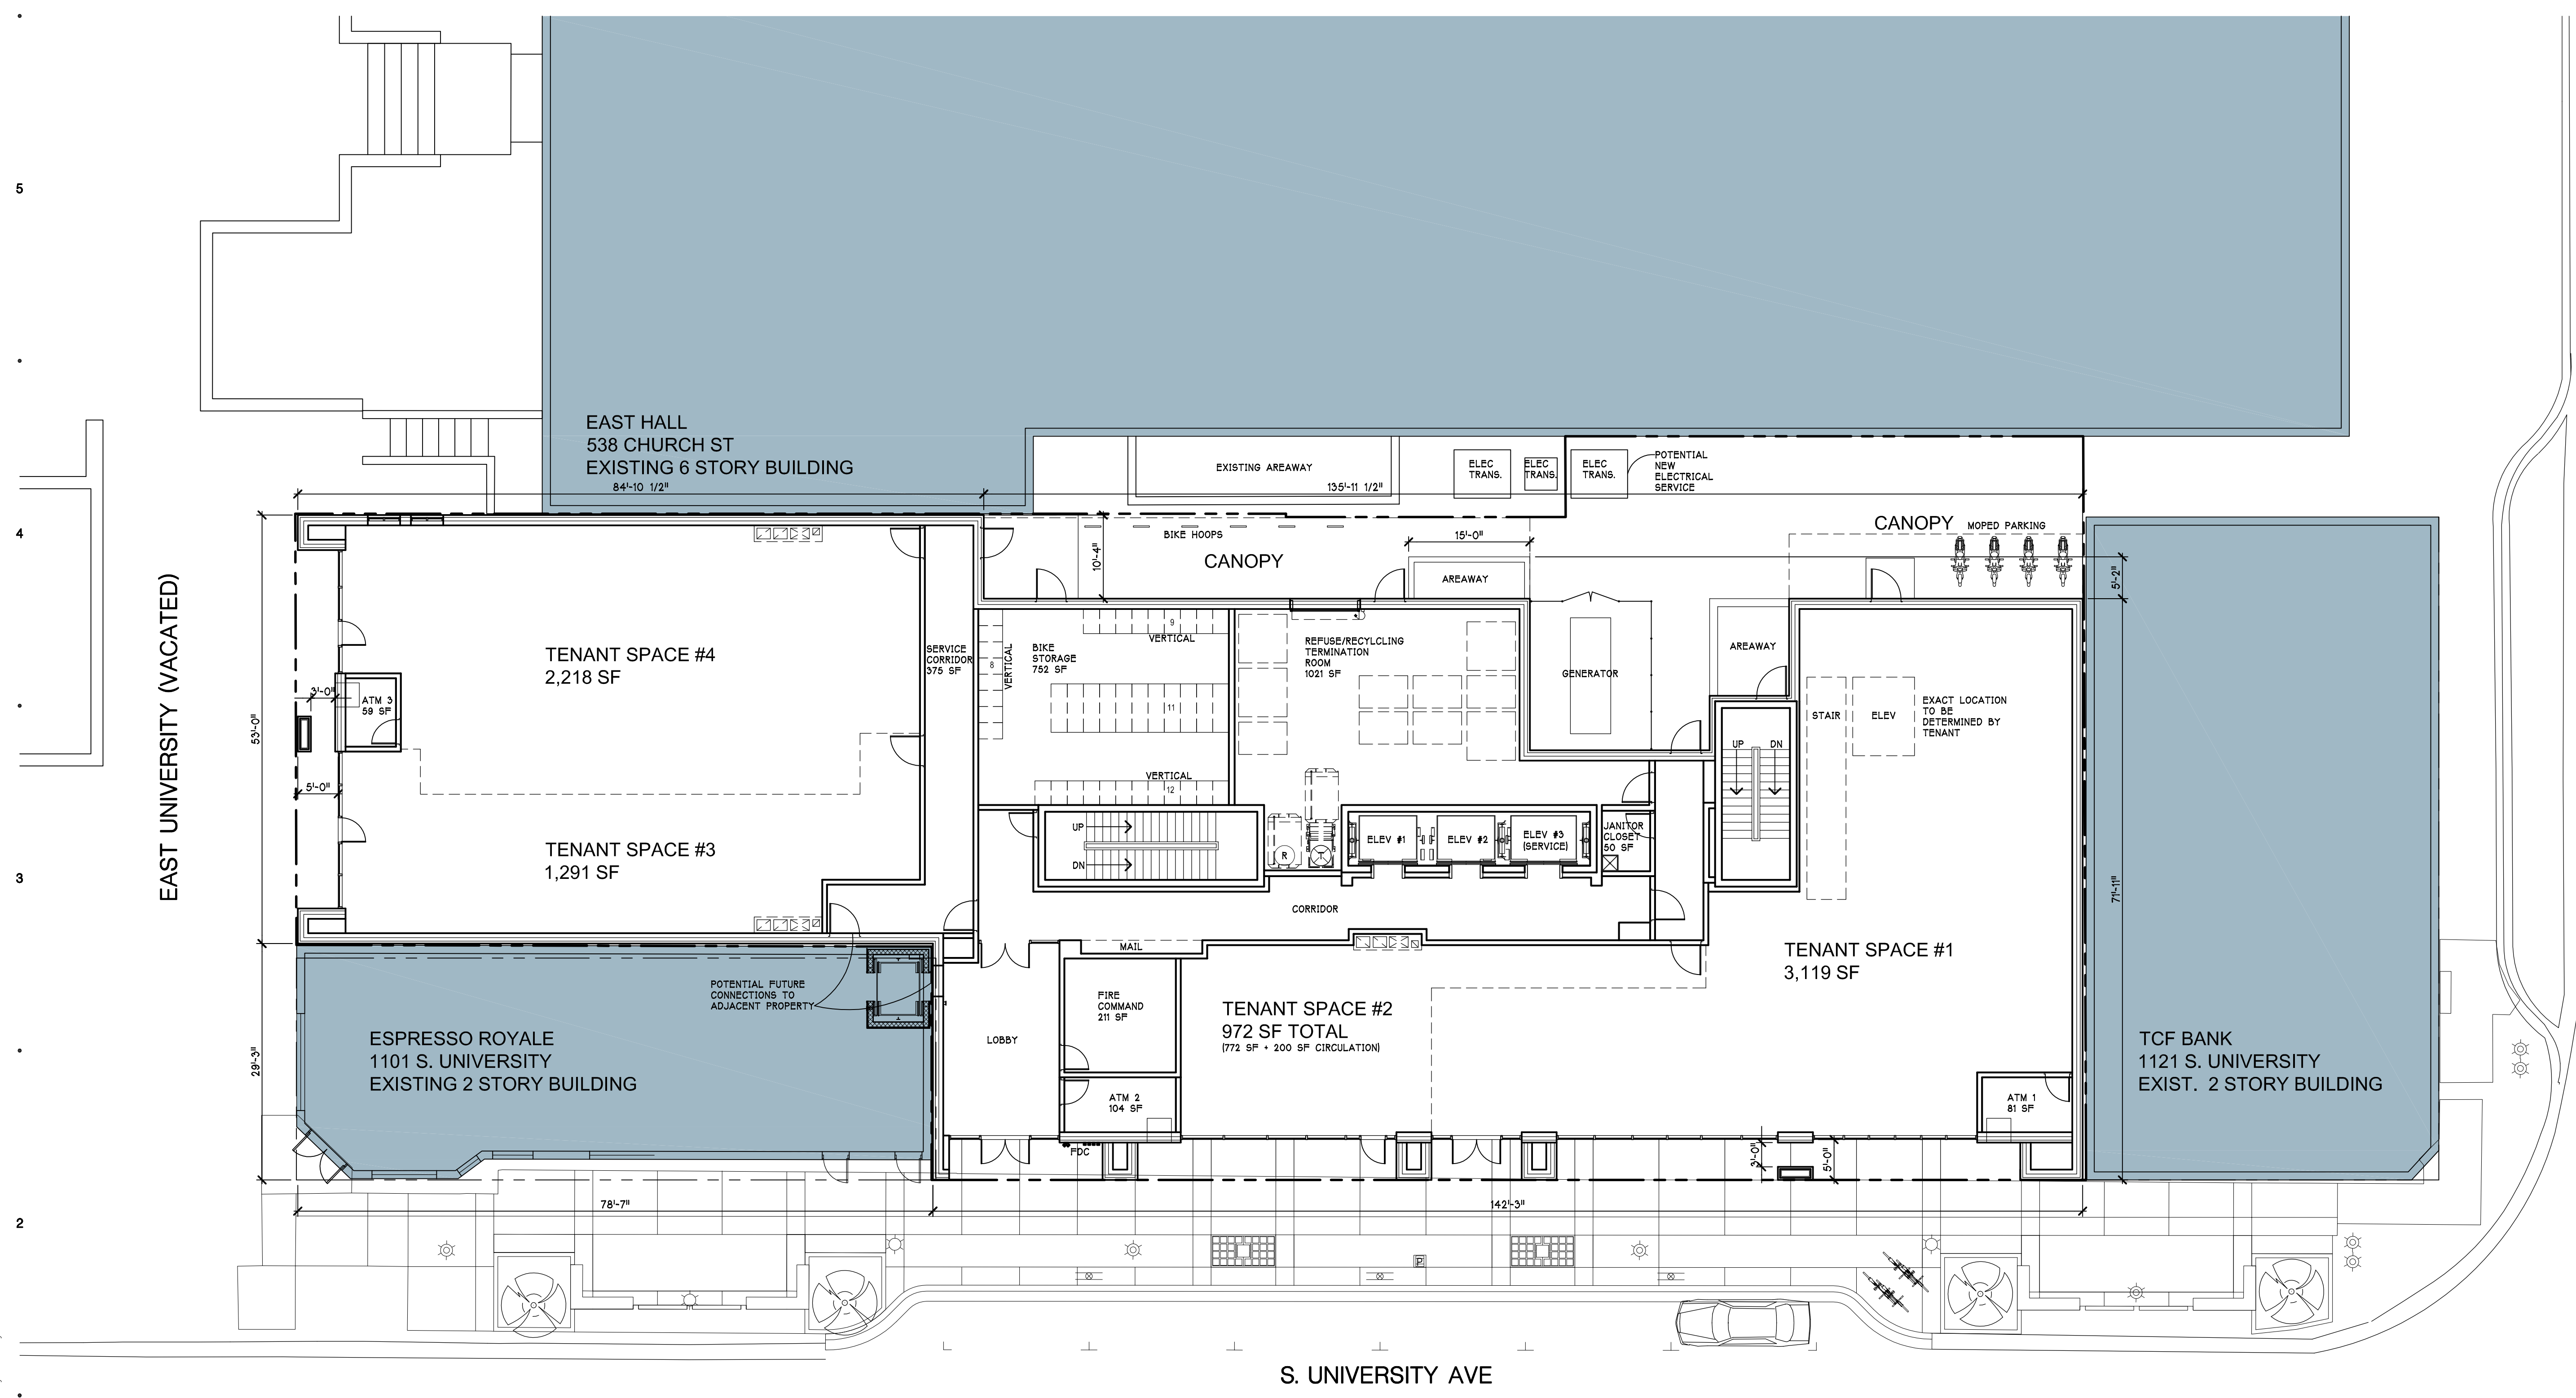 5
EAST HALL
538 CHURCH ST
EXISTING 6 STORY BUILDING
EXISTING AREAWAY
ELEC
TRANS.
ELEC
TRANS.
ELEC
TRANS.
POTENTIAL
NEW
ELECTRICAL
SERVICE
84'-10 1/2"
135'-11 1/2"
4
CANOPY
MOPED PARKING
BIKE HOOPS
CANOPY
10'-4"
15'-0"
AREAWAY
5'-2"
EAST UNIVERSITY (VACATED)
53'-0"
TENANT SPACE #4
2,218 SF
SERVICE
CORRIDOR
375 SF
8
VERTICAL
BIKE
STORAGE
752 SF
9
VERTICAL
11
VERTICAL
12
REFUSE/RECYLCLING
TERMINATION
ROOM
1021 SF
GENERATOR
AREAWAY
STAIR
ELEV
EXACT LOCATION
TO BE
DETERMINED BY
TENANT
3'-0"
ATM 3
59 SF
5'-0"
UP
DN
UP
DN
R
T
ELEV #1
ELEV #2
ELEV #3
(SERVICE)
JANITOR
CLOSET
50 SF
TENANT SPACE #3
1,291 SF
3
71'-11"
CORRIDOR
MAIL
TENANT SPACE #1
3,119 SF
POTENTIAL FUTURE
CONNECTIONS TO
ADJACENT PROPERTY
FIRE
COMMAND
211 SF
TENANT SPACE #2
972 SF TOTAL
(772 SF + 200 SF CIRCULATION)
LOBBY
29'-3"
ESPRESSO ROYALE
1101 S. UNIVERSITY
EXISTING 2 STORY BUILDING
TCF BANK
1121 S. UNIVERSITY
EXIST. 2 STORY BUILDING
ATM 2
104 SF
ATM 1
81 SF
FDC
3'-0"
5'-0"
78'-7"
142'-3"
2
P
S. UNIVERSITY AVE